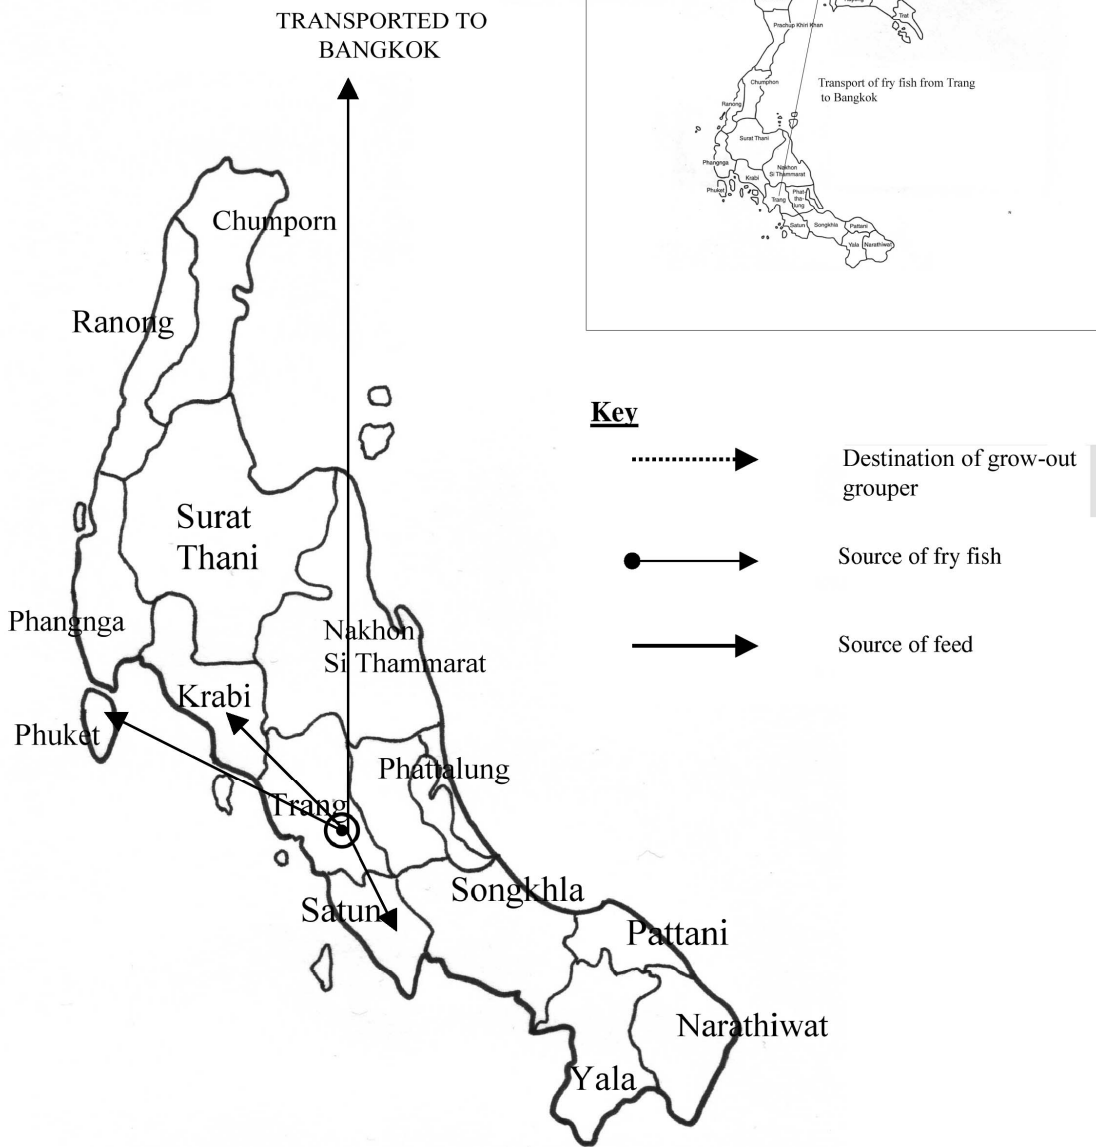 TRANSPORTED TO
BANGKOK
Chumporn
Ranong
Surat
Thani
Phangnga
Nakhon
Si Thammarat
Krabi
Phuket
Phattalung
Trang
Songkhla
Satun
Pattani
Narathiwat
Yala
Trat
Prachup Khiri Khan
Transport of fry fish from Trang
to Bangkok
Chumphon
Ranong
Surat Thani
Phangnga
Nakhon
Si Thammarat
Krabi
Phuket
Trang
Phat-
tha-
lung
Satun
Songkhla
Pattani
Yala
Narathiwat
Key
Destination of grow-out
grouper
Source of fry fish
Source of feed